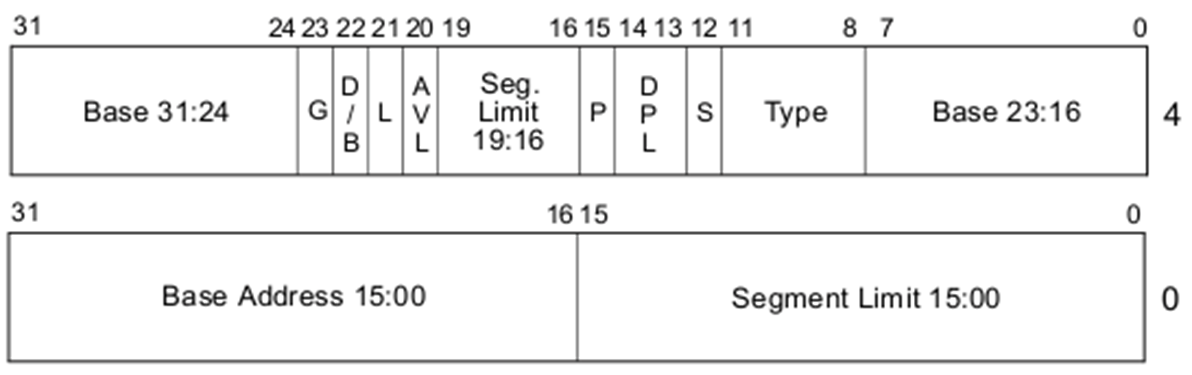 31 24 23 22 21 20 19 16 15 14 13 12 11 8 7 0
Base 31:24 G D/B L AVL Seg. Limit 19:16 P DPL S Type Base 23:16 4
31 16 15 0
Base Address 15:00 Segment Limit 15:00 0